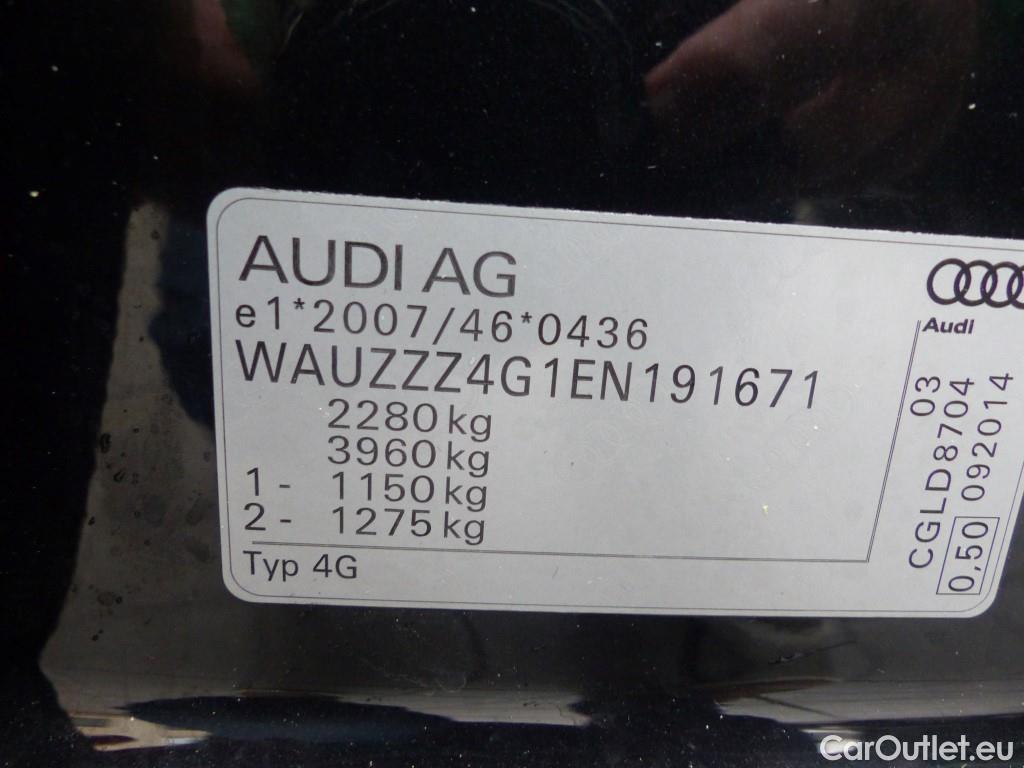 AUDI AG
e1*2007/46*0436
WAUZZZ4G1EN191671
2280 kg
3960 kg
1 - 1150 kg
2 - 1275 kg
Typ 4G
Audi
03
CGLD8704
0,50 092014
CarOutlet.eu